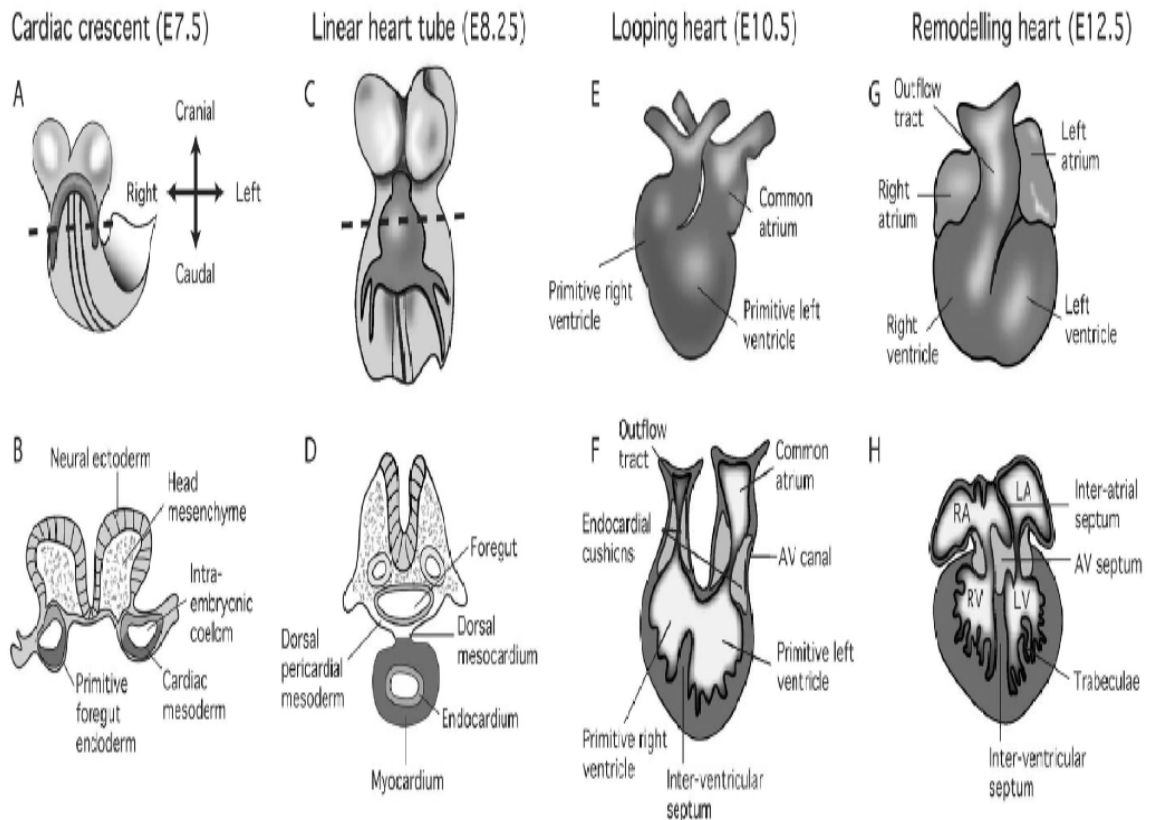 Cardiac crescent (E7.5)
Linear heart tube (E8.25)
Looping heart (E10.5)
Remodelling heart (E12.5)
A
Cranial
Right
Left
Caudal
C
E
Common
atrium
Primitive right
ventricle
Primitive left
ventricle
G
Outflow
tract
Left
atrium
Right
atrium
Right
ventricle
Left
ventricle
B
Neural ectoderm
Head
mesenchyme
Intra-
embryonic
coelom
Cardiac
mesoderm
Primitive
foregut
endoderm
D
Foregut
Dorsal
pericardial
mesoderm
Dorsal
mesocardium
Endocardium
Myocardium
F
Outflow
tract
Common
atrium
Endocardial
cushions
AV canal
Primitive left
ventricle
Primitive right
ventricle
Inter-ventricular
septum
H
RA
LA
Inter-atrial
septum
AV septum
RV
LV
Trabeculae
Inter-ventricular
septum